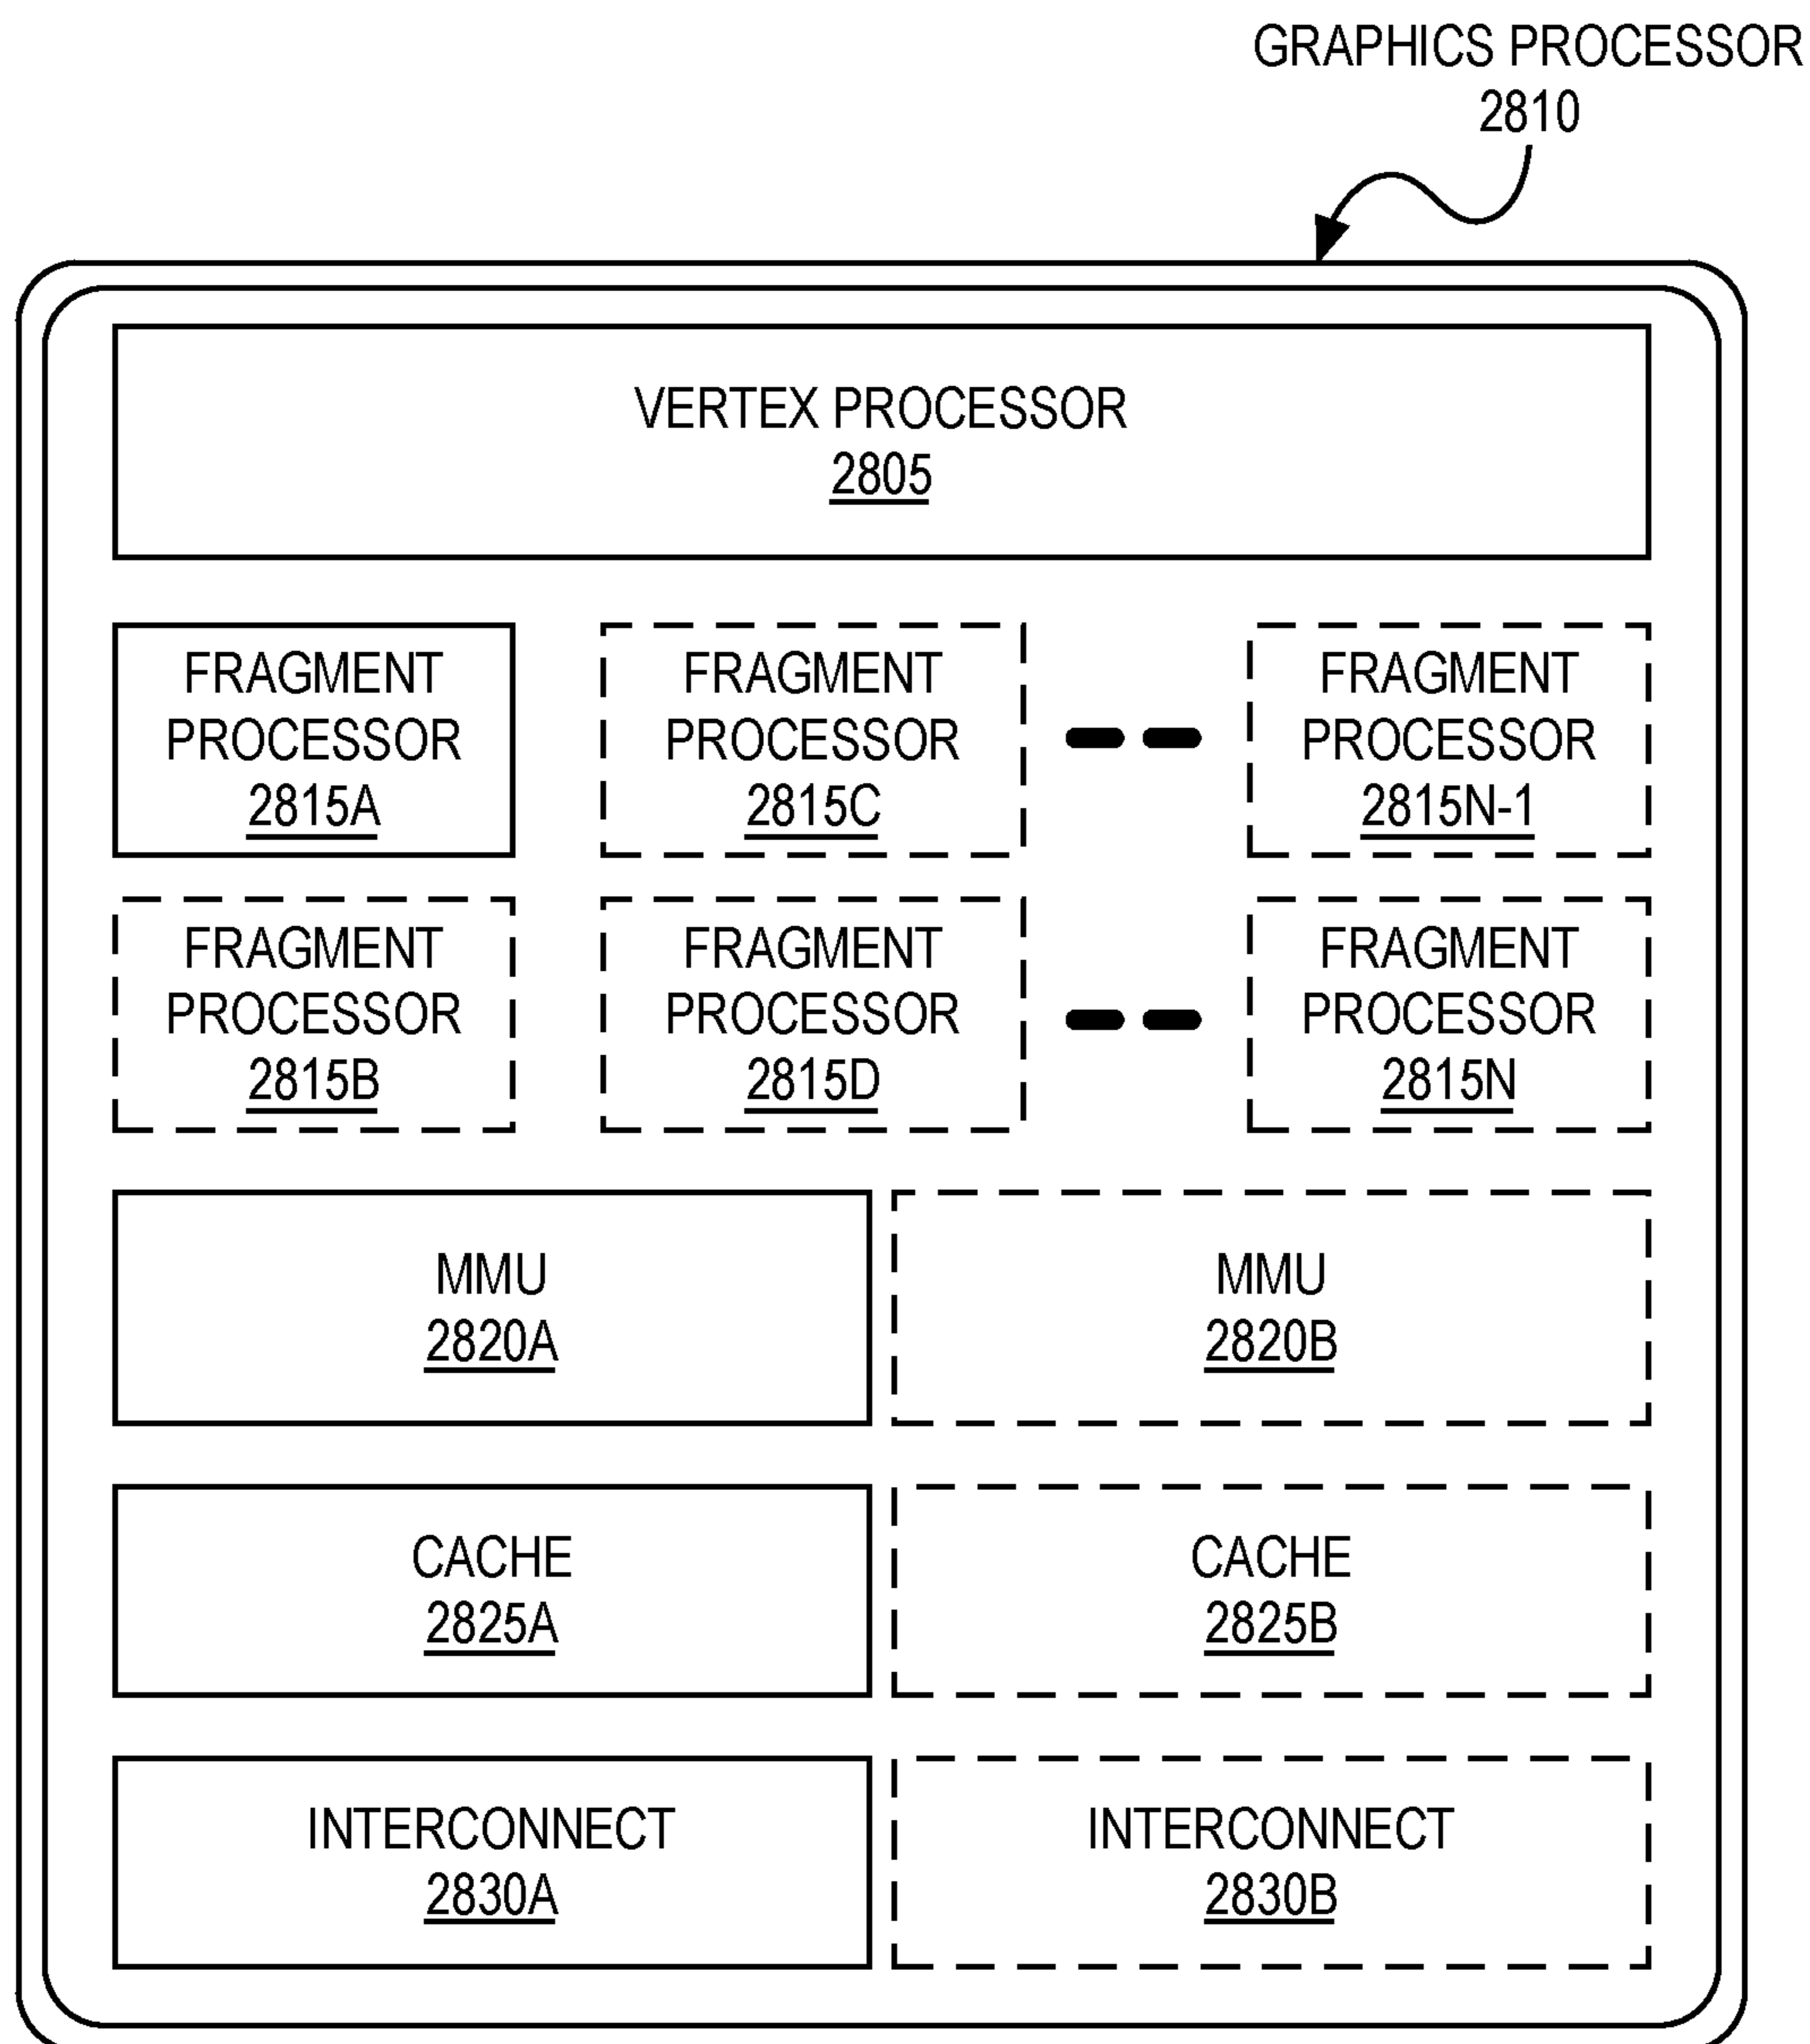 GRAPHICS PROCESSOR
2810
VERTEX PROCESSOR
2805
FRAGMENT
PROCESSOR
2815A
FRAGMENT
PROCESSOR
2815C
FRAGMENT
PROCESSOR
2815N-1
FRAGMENT
PROCESSOR
2815B
FRAGMENT
PROCESSOR
2815D
FRAGMENT
PROCESSOR
2815N
MMU
2820A
MMU
2820B
CACHE
2825A
CACHE
2825B
INTERCONNECT
2830A
INTERCONNECT
2830B